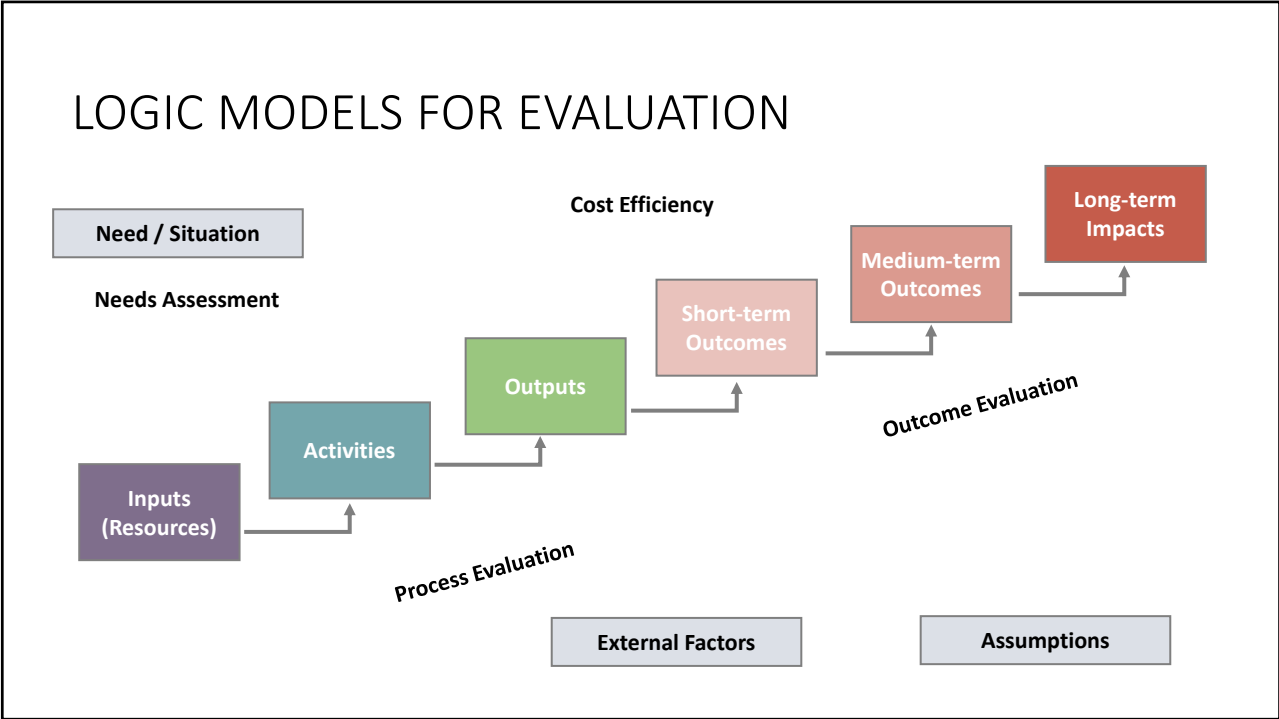 LOGIC MODELS FOR EVALUATION
Need / Situation
Needs Assessment
Cost Efficiency
Long-term
Impacts
Medium-term
Outcomes
Short-term
Outcomes
Outputs
Activities
Inputs
(Resources)
Outcome Evaluation
Process Evaluation
External Factors
Assumptions